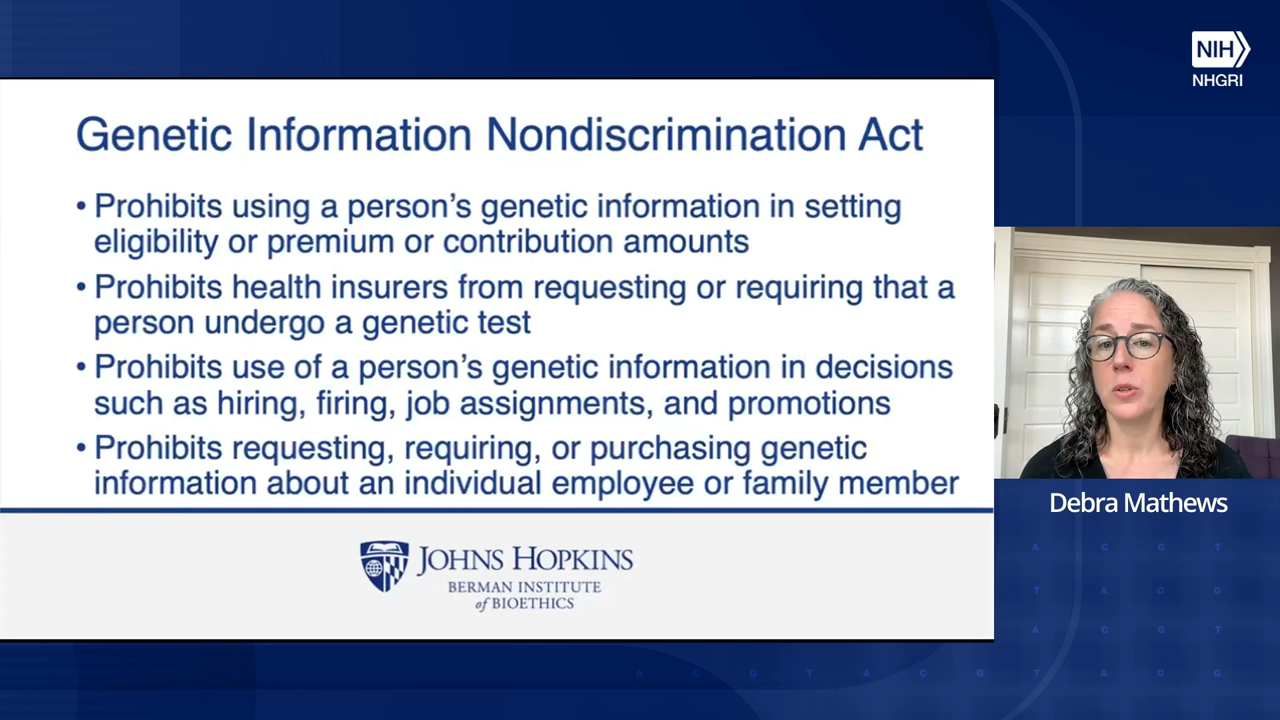 NIH
NHGRI
Genetic Information Nondiscrimination Act
• Prohibits using a person's genetic information in setting
eligibility or premium or contribution amounts
• Prohibits health insurers from requesting or requiring that a
person undergo a genetic test
• Prohibits use of a person's genetic information in decisions
such as hiring, firing, job assignments, and promotions
• Prohibits requesting, requiring, or purchasing genetic
information about an individual employee or family member
Debra Mathews
JOHNS HOPKINS
BERMAN INSTITUTE
of BIOETHICS
A C G T
T A C G
A C G T
A C G T A C G T A C G